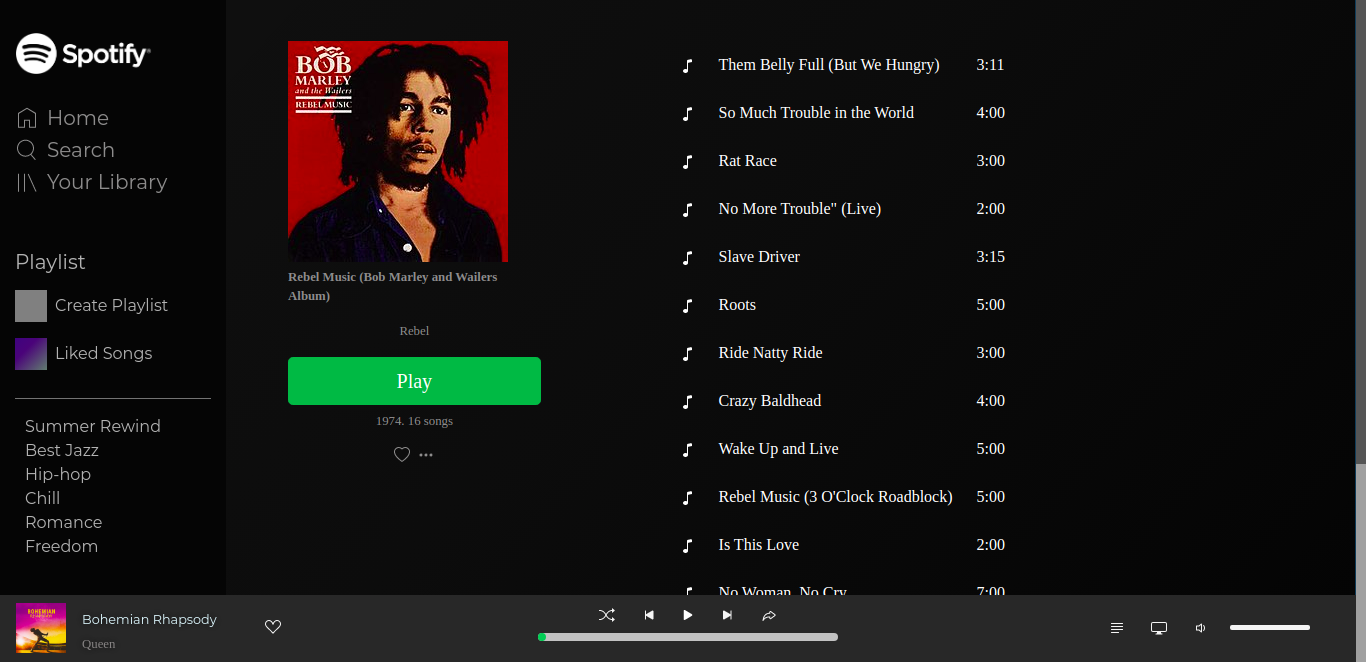 Spotify
Home
Search
Your Library
Playlist
Create Playlist
Liked Songs
Summer Rewind
Best Jazz
Hip-hop
Chill
Romance
Freedom
BOB
MARLEY
and the Wailers
REBEL MUSIC
Rebel Music (Bob Marley and Wailers
Album)
Rebel
Play
1974. 16 songs
Them Belly Full (But We Hungry) 3:11
So Much Trouble in the World 4:00
Rat Race 3:00
No More Trouble" (Live) 2:00
Slave Driver 3:15
Roots 5:00
Ride Natty Ride 3:00
Crazy Baldhead 4:00
Wake Up and Live 5:00
Rebel Music (3 O'Clock Roadblock) 5:00
Is This Love 2:00
No Woman, No Cry 7:00
BOHEMIAN
RHAPSODY
Bohemian Rhapsody
Queen